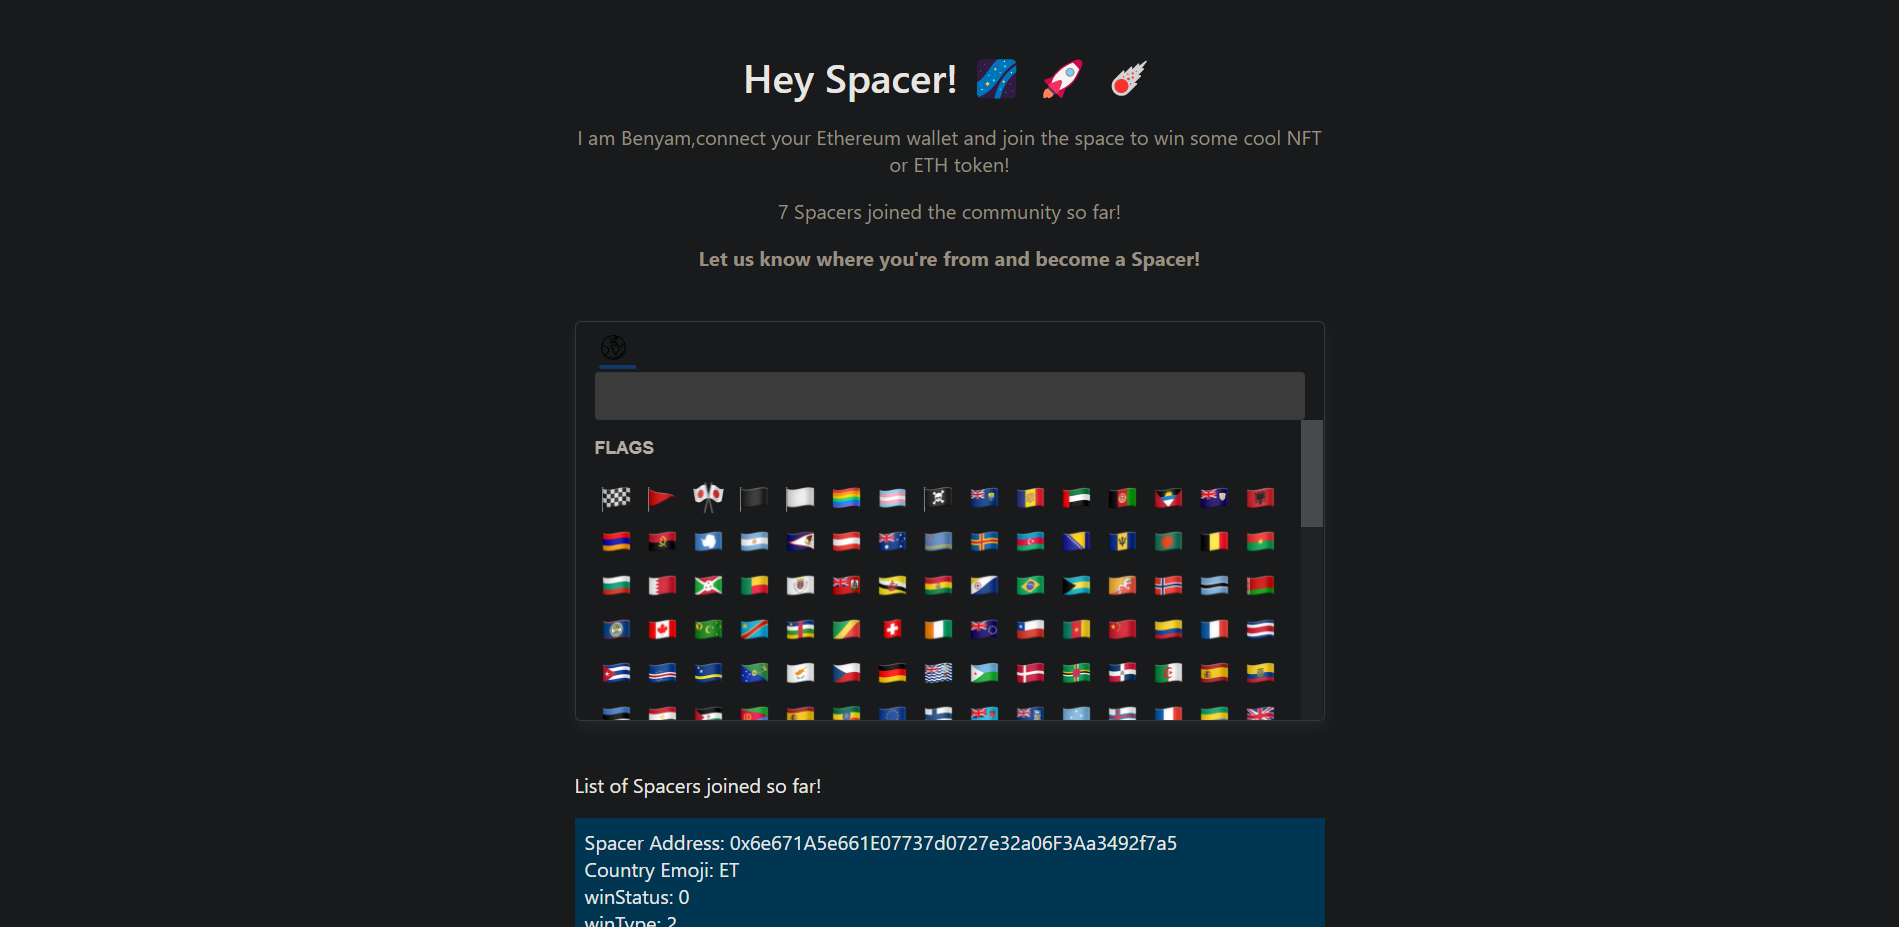 Hey Spacer!
I am Benyam,connect your Ethereum wallet and join the space to win some cool NFT
or ETH token!
7 Spacers joined the community so far!
Let us know where you're from and become a Spacer!
FLAGS
List of Spacers joined so far!
Spacer Address: 0x6e671A5e661E07737d0727e32a06F3Aa3492f7a5
Country Emoji: ET
winStatus: 0
winType: 2